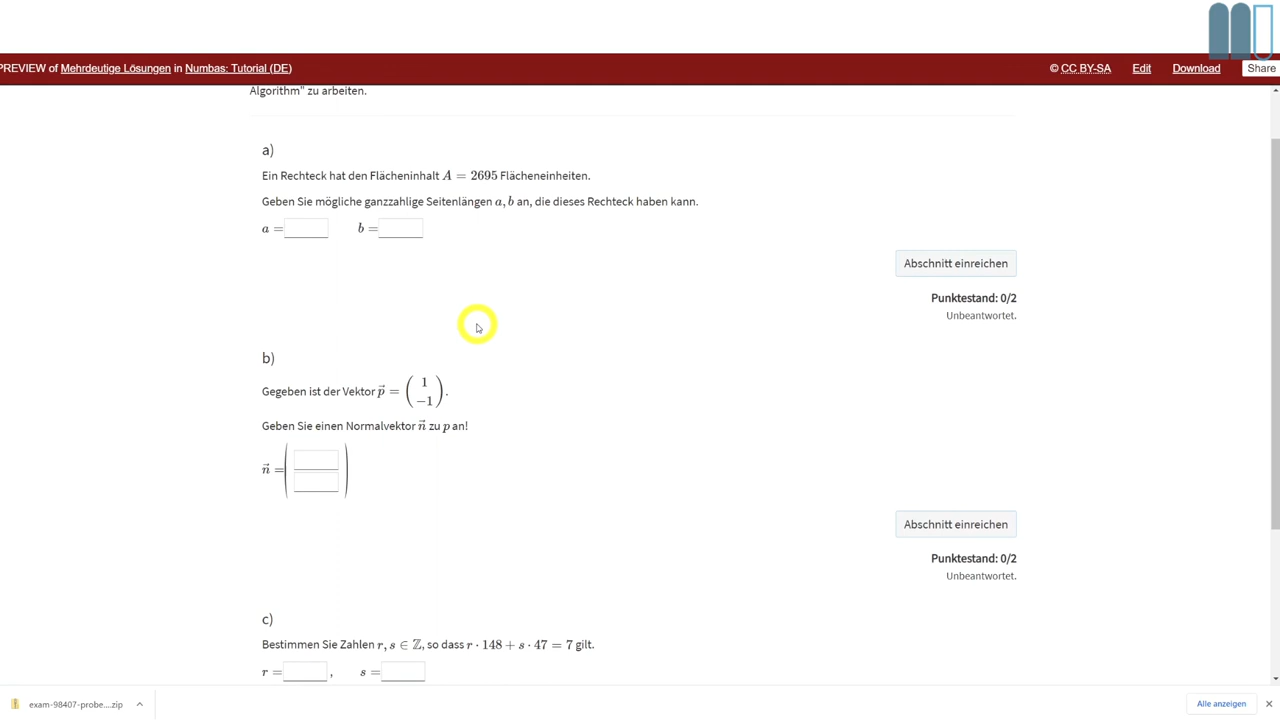 PREVIEW of Mehrdeutige Lösungen in Numbas: Tutorial (DE)
© CC BY-SA Edit Download Share
Algorithm" zu arbeiten.
a)
Ein Rechteck hat den Flächeninhalt A = 2695 Flächeneinheiten.
Geben Sie mögliche ganzzahlige Seitenlängen a, b an, die dieses Rechteck haben kann.
a = b =
Abschnitt einreichen
Punktestand: 0/2
Unbeantwortet.
b)
Gegeben ist der Vektor p⃗ = ( 1 −1 ).
Geben Sie einen Normalvektor n⃗ zu p an!
n⃗ = ( )
Abschnitt einreichen
Punktestand: 0/2
Unbeantwortet.
c)
Bestimmen Sie Zahlen r, s ∈ ℤ, so dass r · 148 + s · 47 = 7 gilt.
r = , s =
exam-98407-probe....zip
Alle anzeigen